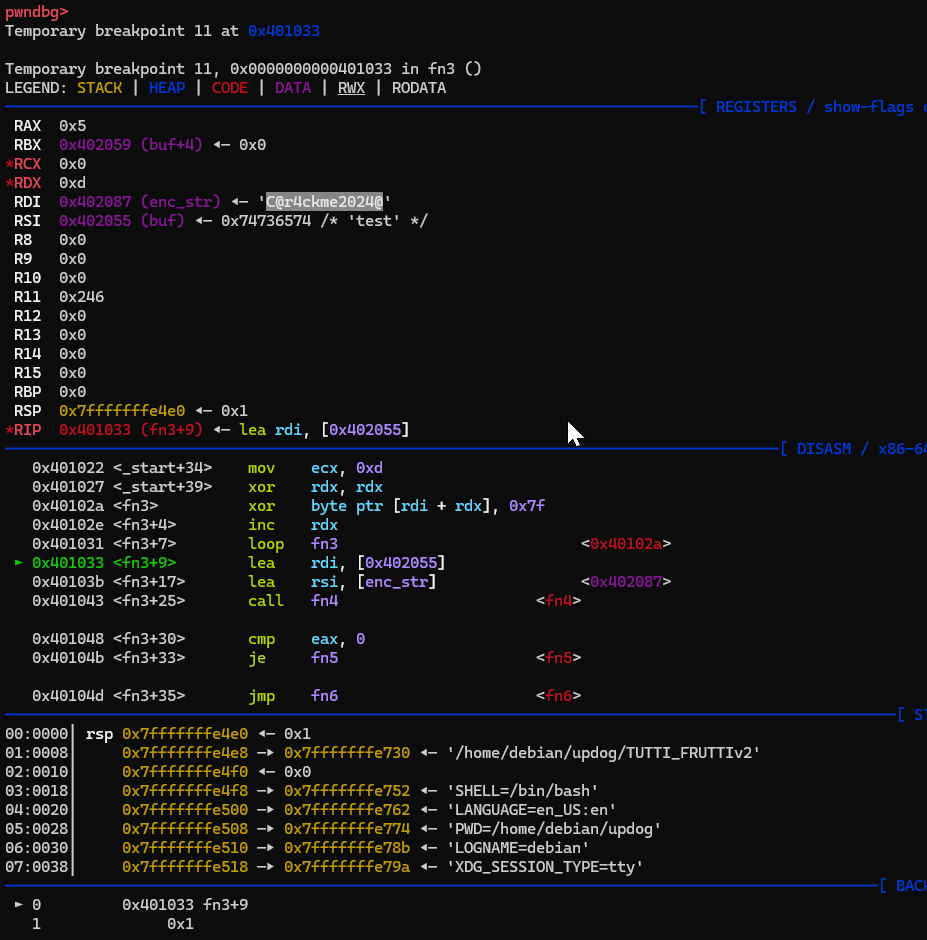 pwndbg>
Temporary breakpoint 11 at 0x401033
Temporary breakpoint 11, 0x0000000000401033 in fn3 ()
LEGEND: STACK | HEAP | CODE | DATA | RWX | RODATA
[ REGISTERS / show-flags
RAX 0x5
RBX 0x402059 (buf+4) ◂— 0x0
*RCX 0x0
*RDX 0xd
RDI 0x402087 (enc_str) ◂— 'C@r4ckme2024@'
RSI 0x402055 (buf) ◂— 0x74736574 /* 'test' */
R8 0x0
R9 0x0
R10 0x0
R11 0x246
R12 0x0
R13 0x0
R14 0x0
R15 0x0
RBP 0x0
RSP 0x7fffffffe4e0 ◂— 0x1
*RIP 0x401033 (fn3+9) ◂— lea rdi, [0x402055]
[ DISASM / x86-64
0x401022 <_start+34> mov ecx, 0xd
0x401027 <_start+39> xor rdx, rdx
0x40102a <fn3> xor byte ptr [rdi + rdx], 0x7f
0x40102e <fn3+4> inc rdx
0x401031 <fn3+7> loop fn3 <0x40102a>
► 0x401033 <fn3+9> lea rdi, [0x402055]
0x40103b <fn3+17> lea rsi, [enc_str] <0x402087>
0x401043 <fn3+25> call fn4 <fn4>
0x401048 <fn3+30> cmp eax, 0
0x40104b <fn3+33> je fn5 <fn5>
0x40104d <fn3+35> jmp fn6 <fn6>
[ ST
00:0000│ rsp 0x7fffffffe4e0 ◂— 0x1
01:0008│ 0x7fffffffe4e8 —▸ 0x7fffffffe730 ◂— '/home/debian/updog/TUTTI_FRUTTIv2'
02:0010│ 0x7fffffffe4f0 ◂— 0x0
03:0018│ 0x7fffffffe4f8 —▸ 0x7fffffffe752 ◂— 'SHELL=/bin/bash'
04:0020│ 0x7fffffffe500 —▸ 0x7fffffffe762 ◂— 'LANGUAGE=en_US:en'
05:0028│ 0x7fffffffe508 —▸ 0x7fffffffe774 ◂— 'PWD=/home/debian/updog'
06:0030│ 0x7fffffffe510 —▸ 0x7fffffffe78b ◂— 'LOGNAME=debian'
07:0038│ 0x7fffffffe518 —▸ 0x7fffffffe79a ◂— 'XDG_SESSION_TYPE=tty'
[ BACK
► 0 0x401033 fn3+9
1 0x1